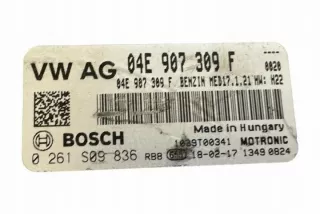 VW AG 04E 907 309 F
04E 907 309 F BENZIN MED17.1.21 HW: H22
0020
BOSCH
Made in Hungary
1039T00341 MOTRONIC
0 261 S09 836 RBB 18-02-17 1349 0824